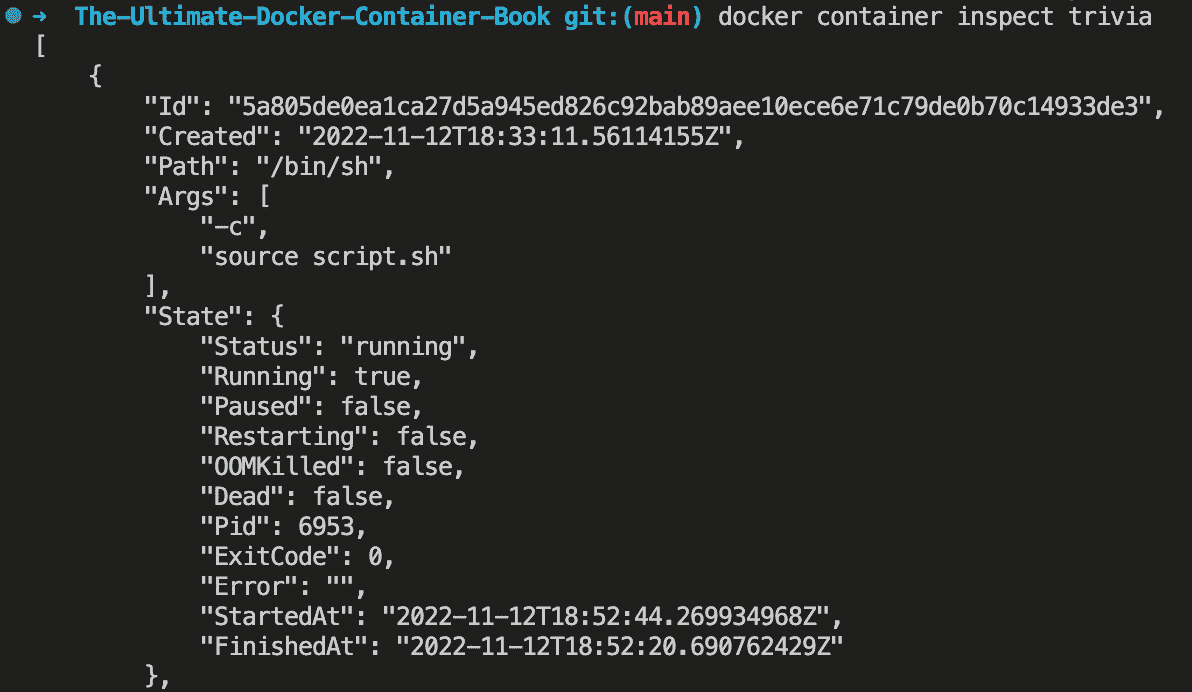 → The-Ultimate-Docker-Container-Book git:(main) docker container inspect trivia
[
    {
        "Id": "5a805de0ea1ca27d5a945ed826c92bab89aee10ece6e71c79de0b70c14933de3",
        "Created": "2022-11-12T18:33:11.56114155Z",
        "Path": "/bin/sh",
        "Args": [
            "-c",
            "source script.sh"
        ],
        "State": {
            "Status": "running",
            "Running": true,
            "Paused": false,
            "Restarting": false,
            "OOMKilled": false,
            "Dead": false,
            "Pid": 6953,
            "ExitCode": 0,
            "Error": "",
            "StartedAt": "2022-11-12T18:52:44.269934968Z",
            "FinishedAt": "2022-11-12T18:52:20.690762429Z"
        },